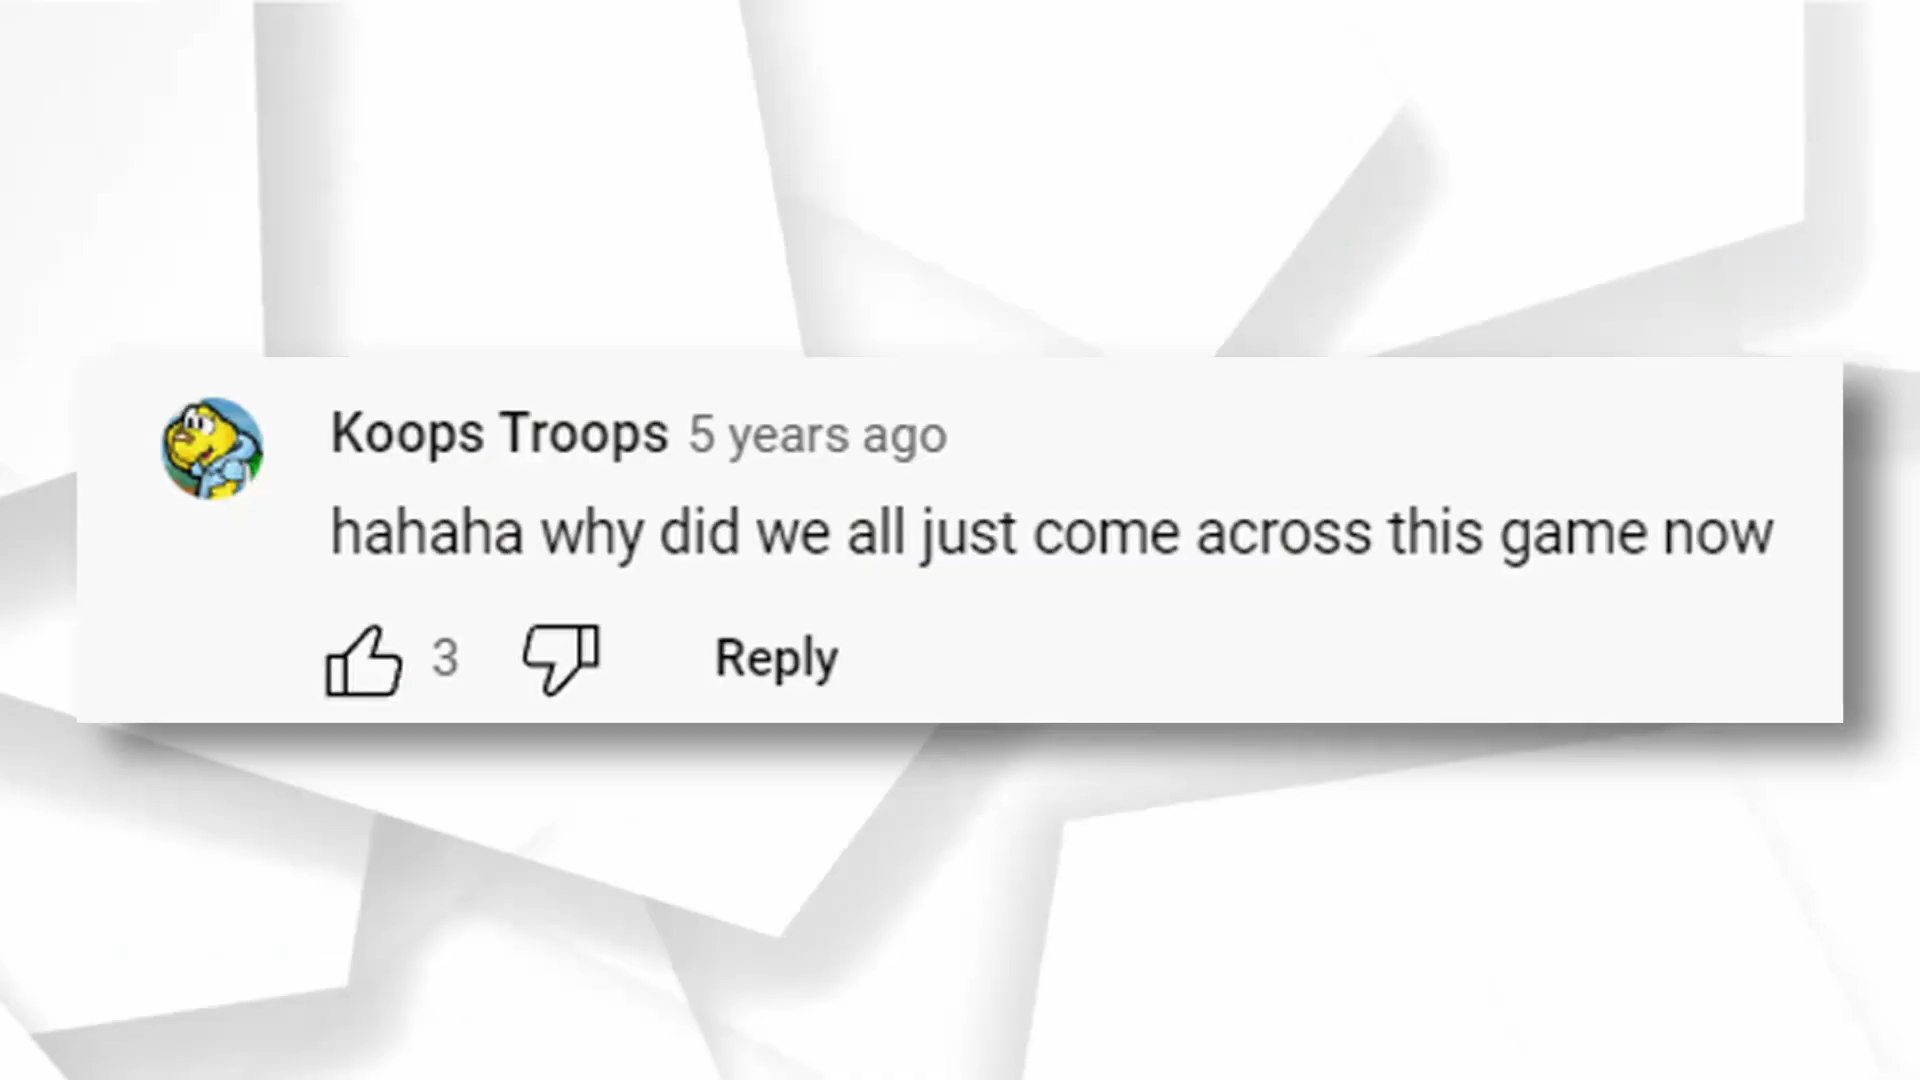 Koops Troops 5 years ago
hahaha why did we all just come across this game now
3 Reply